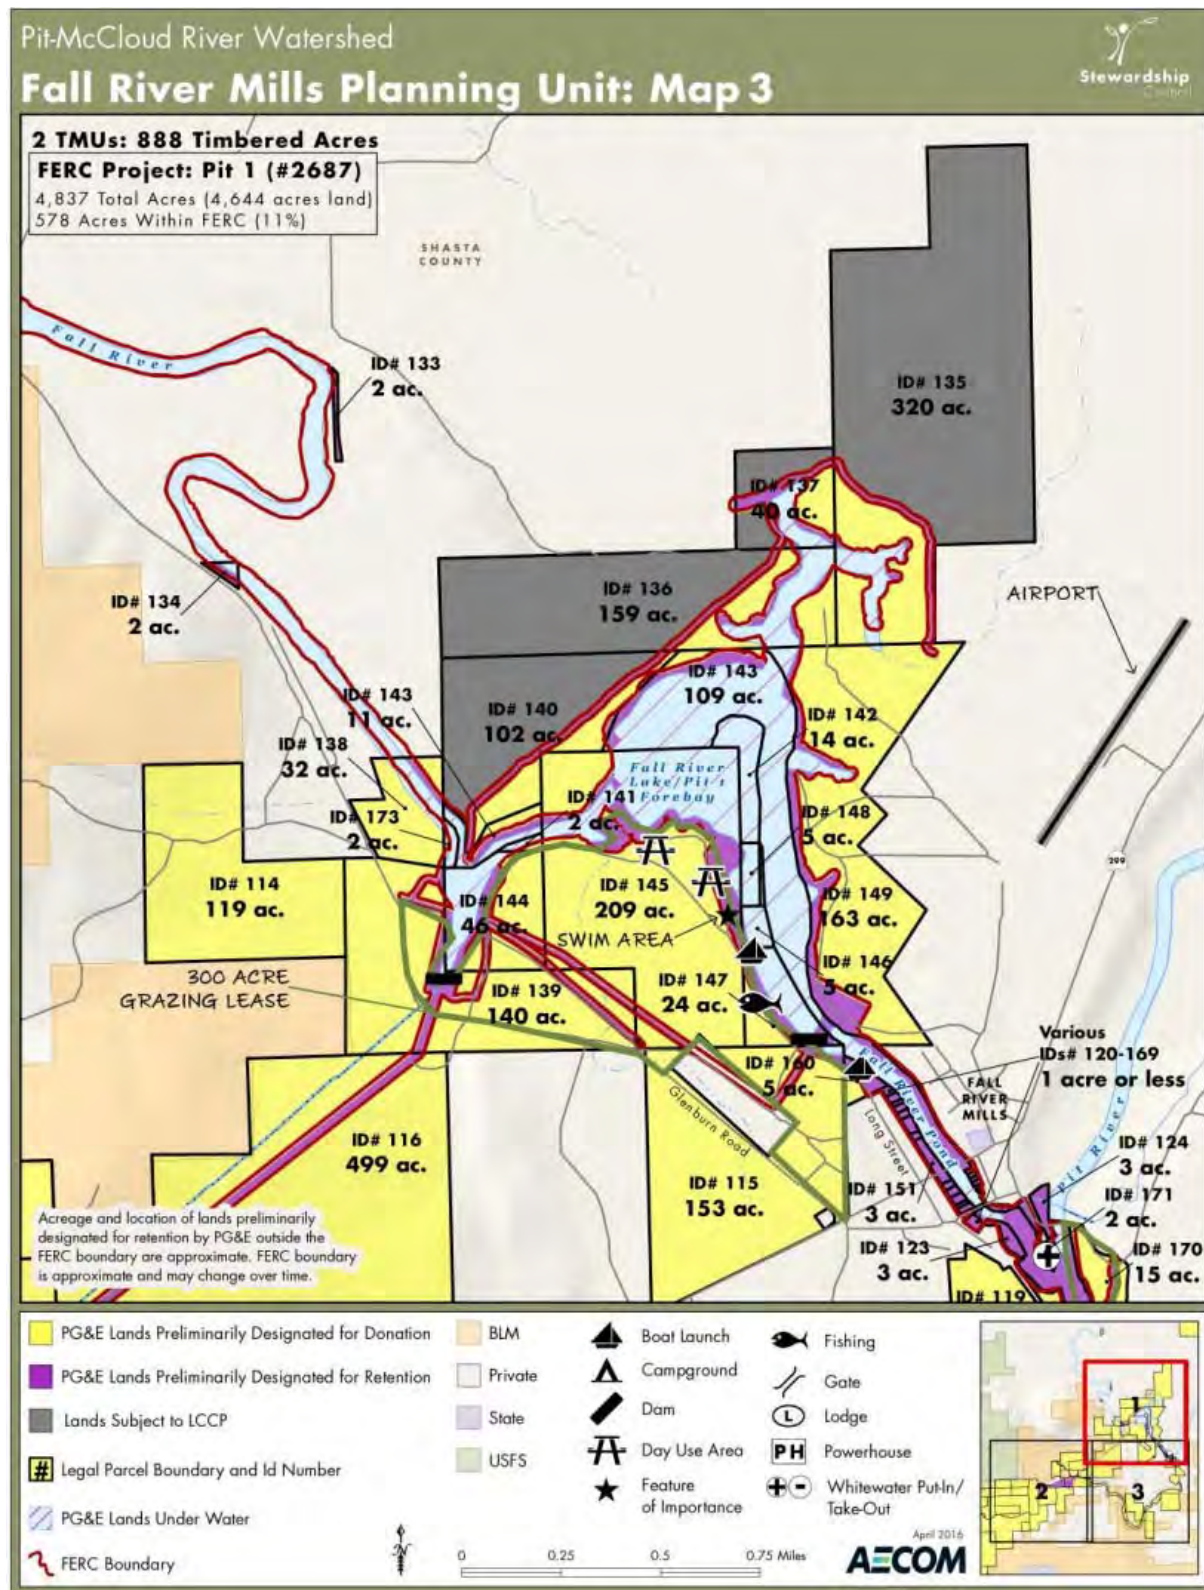 Pit-McCloud River Watershed
Fall River Mills Planning Unit: Map 3
Stewardship
Council
2 TMUs: 888 Timbered Acres
FERC Project: Pit 1 (#2687)
4,837 Total Acres (4,644 acres land)
578 Acres Within FERC (11%)
SHASTA
COUNTY
Fall River
ID# 133
2 ac.
ID# 135
320 ac.
ID# 137
40 ac.
ID# 134
2 ac.
ID# 136
159 ac.
AIRPORT
ID# 143
11 ac.
ID# 140
102 ac.
ID# 143
109 ac.
ID# 142
14 ac.
ID# 138
32 ac.
Fall River
Lake/Pit 1
Forebay
ID# 173
2 ac.
ID# 141
2 ac.
ID# 148
5 ac.
299
ID# 114
119 ac.
ID# 144
46 ac.
ID# 145
209 ac.
ID# 149
163 ac.
SWIM AREA
300 ACRE
GRAZING LEASE
ID# 139
140 ac.
ID# 147
24 ac.
ID# 146
5 ac.
Various
IDs# 120-169
1 acre or less
ID# 160
5 ac.
FALL
RIVER
MILLS
Fall River Pond
Glenburn Road
Long Street
Pit River
ID# 116
499 ac.
ID# 115
153 ac.
ID# 124
3 ac.
ID# 151
3 ac.
ID# 171
2 ac.
ID# 123
3 ac.
ID# 170
15 ac.
ID# 119
Acreage and location of lands preliminarily
designated for retention by PG&E outside the
FERC boundary are approximate. FERC boundary
is approximate and may change over time.
PG&E Lands Preliminarily Designated for Donation
PG&E Lands Preliminarily Designated for Retention
Lands Subject to LCCP
# Legal Parcel Boundary and Id Number
PG&E Lands Under Water
FERC Boundary
BLM
Private
State
USFS
Boat Launch
Campground
Dam
Day Use Area
Feature
of Importance
Fishing
Gate
L Lodge
PH Powerhouse
Whitewater Put-In/
Take-Out
N
0 0.25 0.5 0.75 Miles
April 2016
AECOM
1
2
3